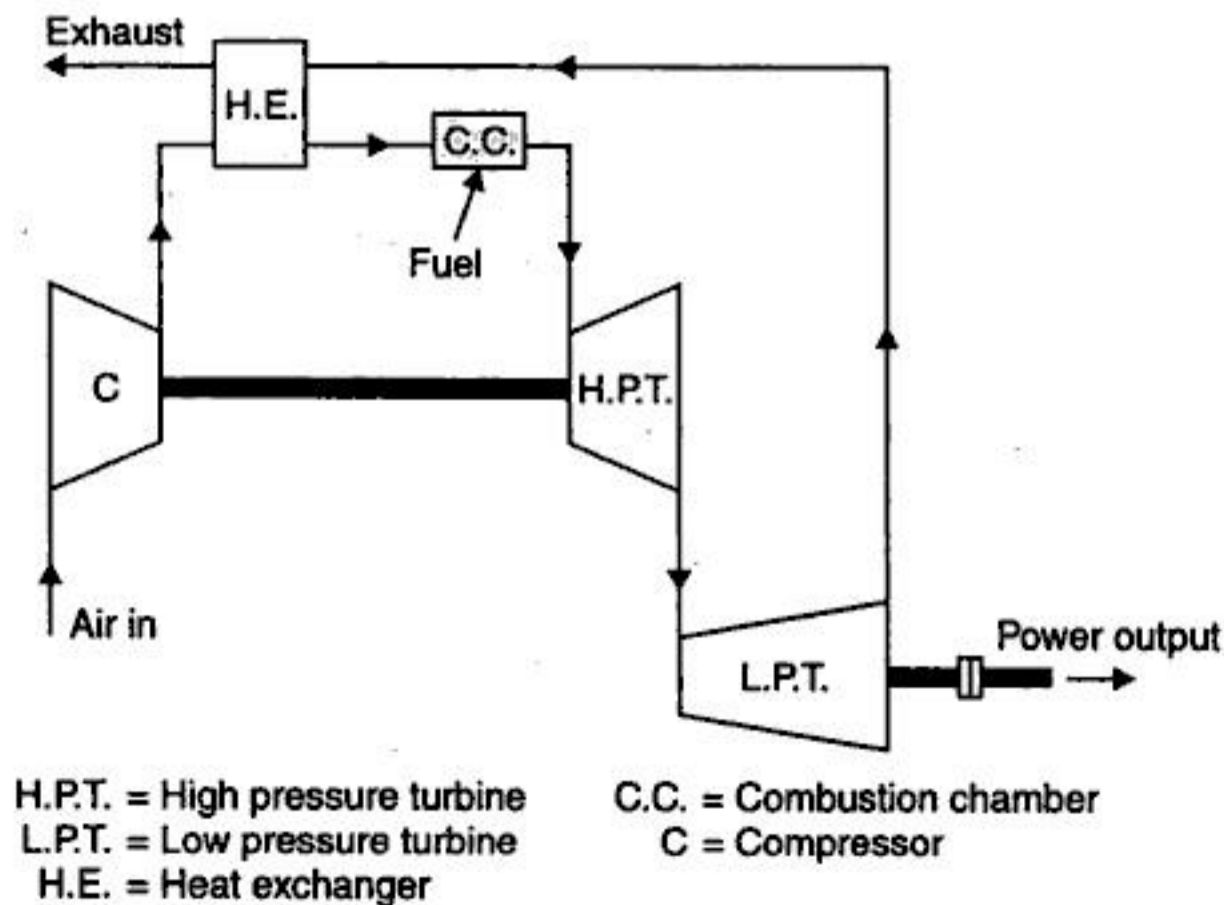 Exhaust
H.E.
C.C.
Fuel
C
H.P.T.
Air in
L.P.T.
Power output
H.P.T. = High pressure turbine
C.C. = Combustion chamber
L.P.T. = Low pressure turbine
C = Compressor
H.E. = Heat exchanger